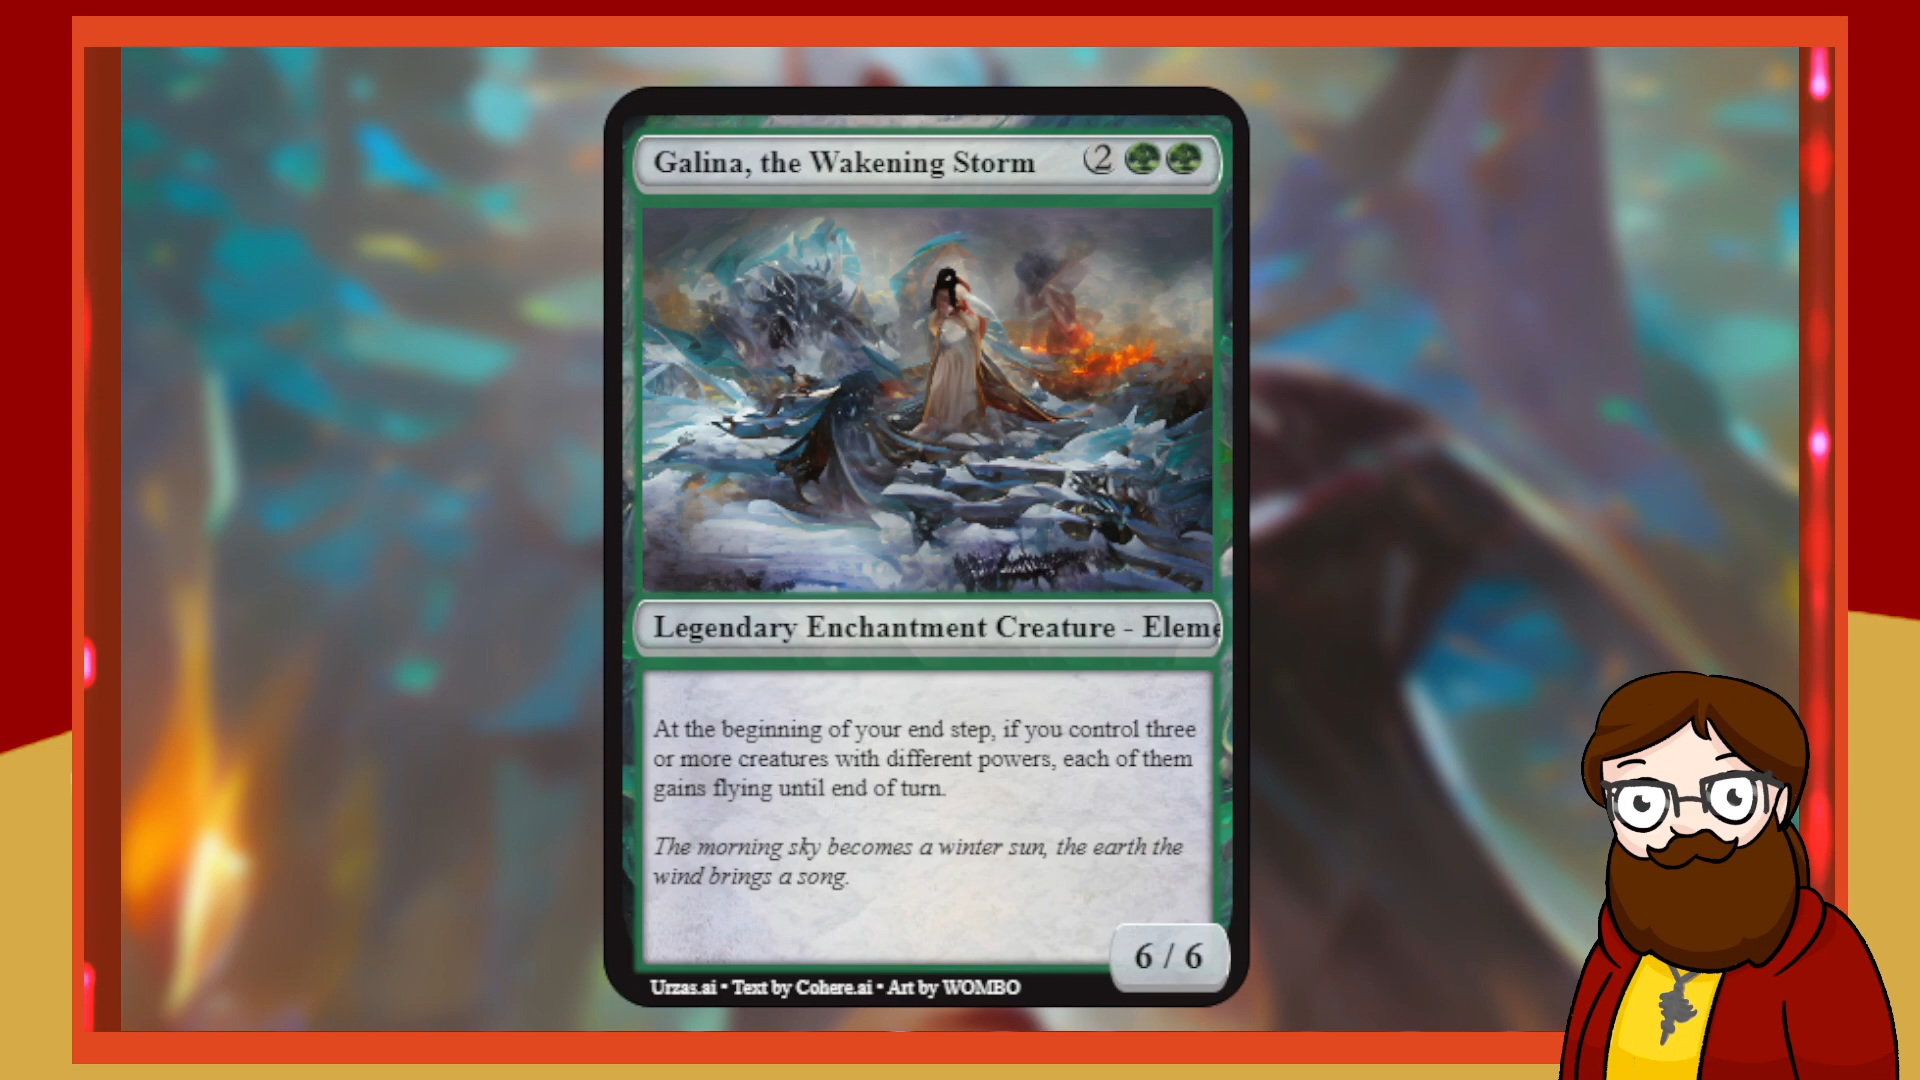 Galina, the Wakening Storm 2
Legendary Enchantment Creature - Eleme
At the beginning of your end step, if you control three
or more creatures with different powers, each of them
gains flying until end of turn.
The morning sky becomes a winter sun, the earth the
wind brings a song.
6 / 6
Urzas.ai • Text by Cohere.ai • Art by WOMBO